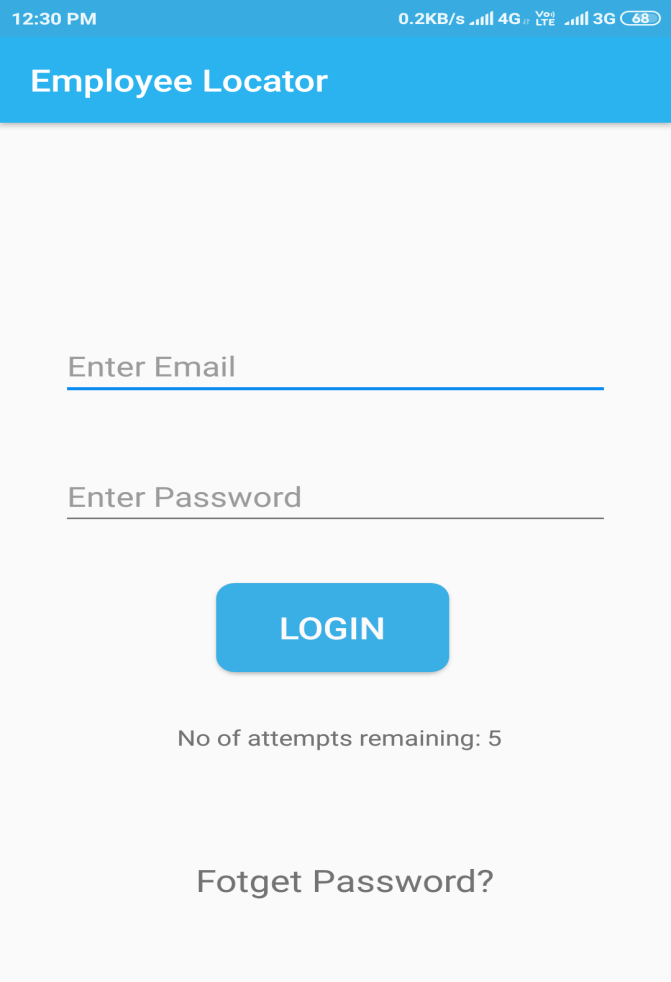 12:30 PM 0.2KB/s 4G Vo)) LTE 3G 68
Employee Locator
Enter Email
Enter Password
LOGIN
No of attempts remaining: 5
Fotget Password?